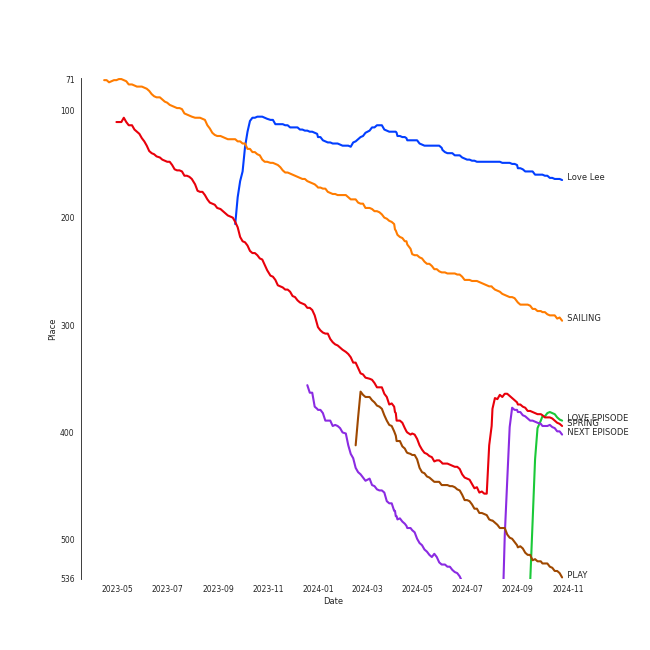 71
100
200
300
400
500
536
Place
2023-05 2023-07 2023-09 2023-11 2024-01 2024-03 2024-05 2024-07 2024-09 2024-11
Date
Love Lee
SAILING
LOVE EPISODE
SPRING
NEXT EPISODE
PLAY